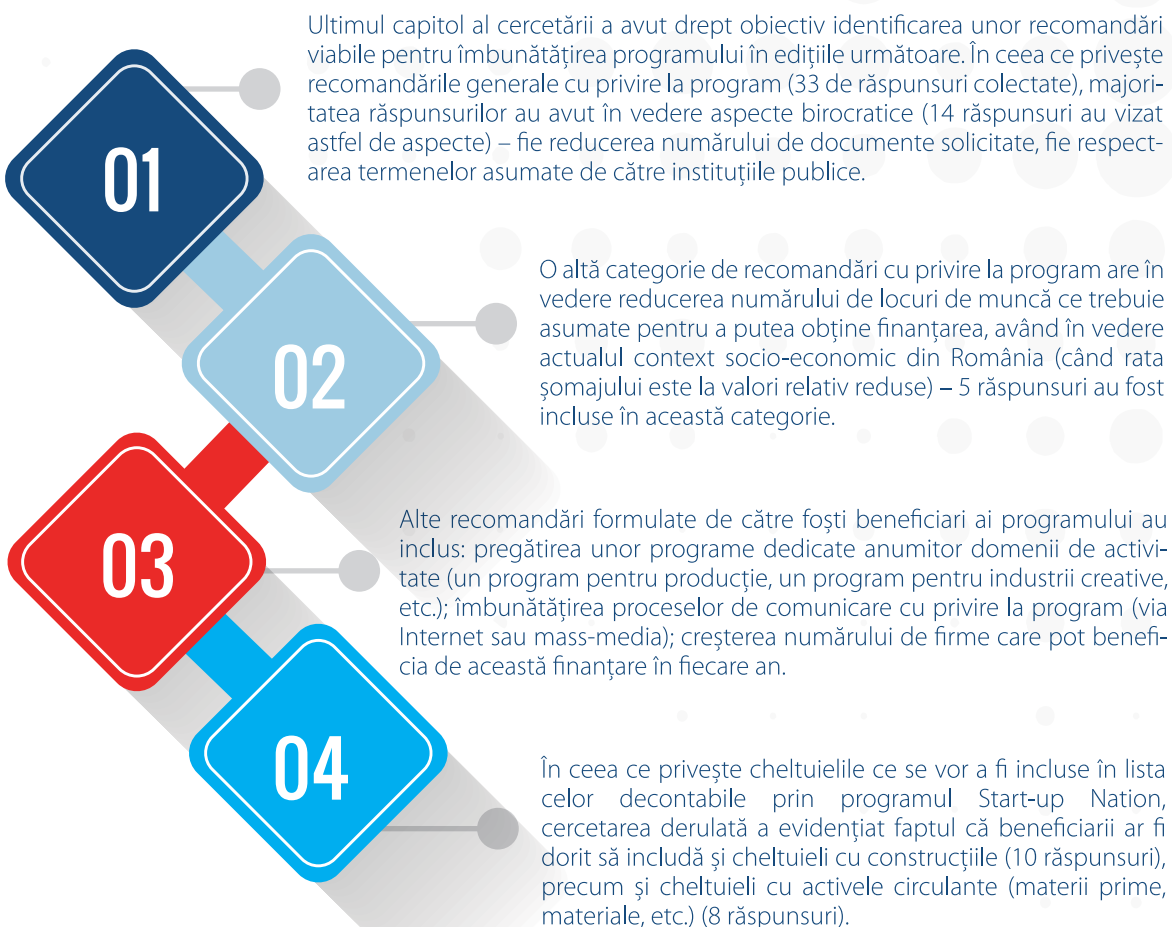 Ultimul capitol al cercetării a avut drept obiectiv identificarea unor recomandări
viabile pentru îmbunătățirea programului în edițiile următoare. În ceea ce privește
recomandările generale cu privire la program (33 de răspunsuri colectate), majori-
tatea răspunsurilor au avut în vedere aspecte birocratice (14 răspunsuri au vizat
astfel de aspecte) – fie reducerea numărului de documente solicitate, fie respect-
area termenelor asumate de către instituțiile publice.
01
O altă categorie de recomandări cu privire la program are în
vedere reducerea numărului de locuri de muncă ce trebuie
asumate pentru a putea obține finanțarea, având în vedere
actualul context socio-economic din România (când rata
șomajului este la valori relativ reduse) – 5 răspunsuri au fost
incluse în această categorie.
02
Alte recomandări formulate de către foști beneficiari ai programului au
inclus: pregătirea unor programe dedicate anumitor domenii de activi-
tate (un program pentru producție, un program pentru industrii creative,
etc.); îmbunătățirea proceselor de comunicare cu privire la program (via
Internet sau mass-media); creșterea numărului de firme care pot benefi-
cia de această finanțare în fiecare an.
03
În ceea ce privește cheltuielile ce se vor a fi incluse în lista
celor decontabile prin programul Start-up Nation,
cercetarea derulată a evidențiat faptul că beneficiarii ar fi
dorit să includă și cheltuieli cu construcțiile (10 răspunsuri),
precum și cheltuieli cu activele circulante (materii prime,
materiale, etc.) (8 răspunsuri).
04